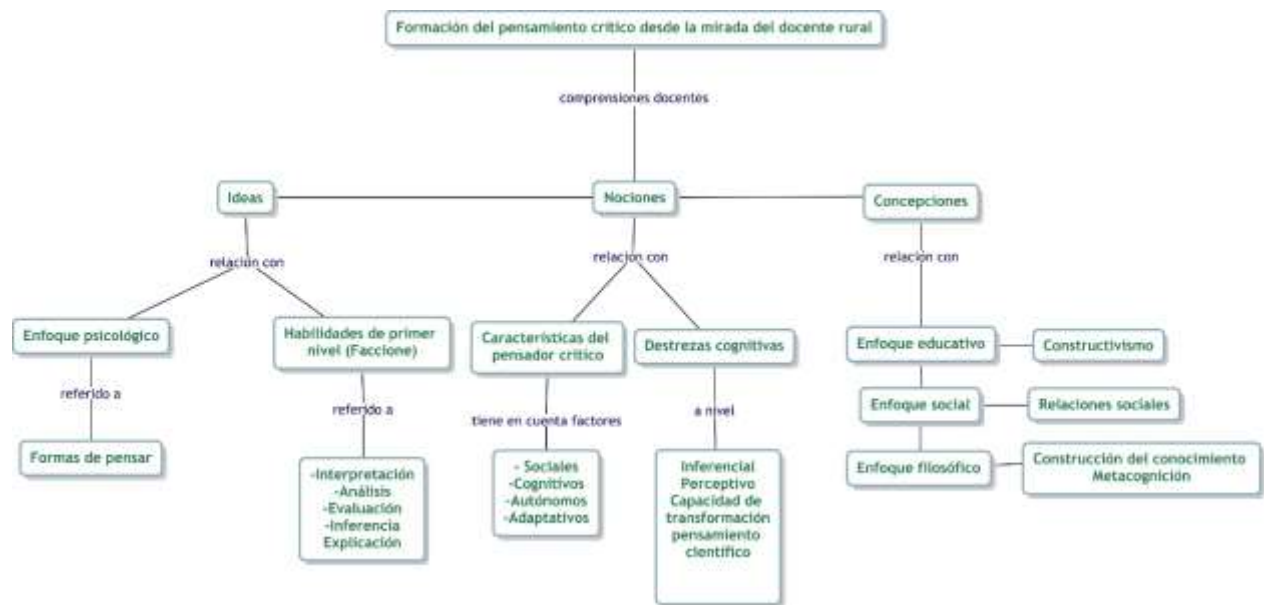 Formación del pensamiento crítico desde la mirada del docente rural
comprensiones docentes
Ideas
Nociones
Concepciones
relación con
relación con
relación con
Enfoque psicológico
Habilidades de primer
nivel (Faccione)
Características del
pensador crítico
Destrezas cognitivas
Enfoque educativo
Constructivismo
referido a
referido a
tiene en cuenta factores
a nivel
Enfoque social
Relaciones sociales
Formas de pensar
-Interpretación
-Análisis
-Evaluación
-Inferencia
Explicación
- Sociales
-Cognitivos
-Autónomos
-Adaptativos
Inferencial
Perceptivo
Capacidad de
transformación
pensamiento
científico
Enfoque filosófico
Construcción del conocimiento
Metacognición